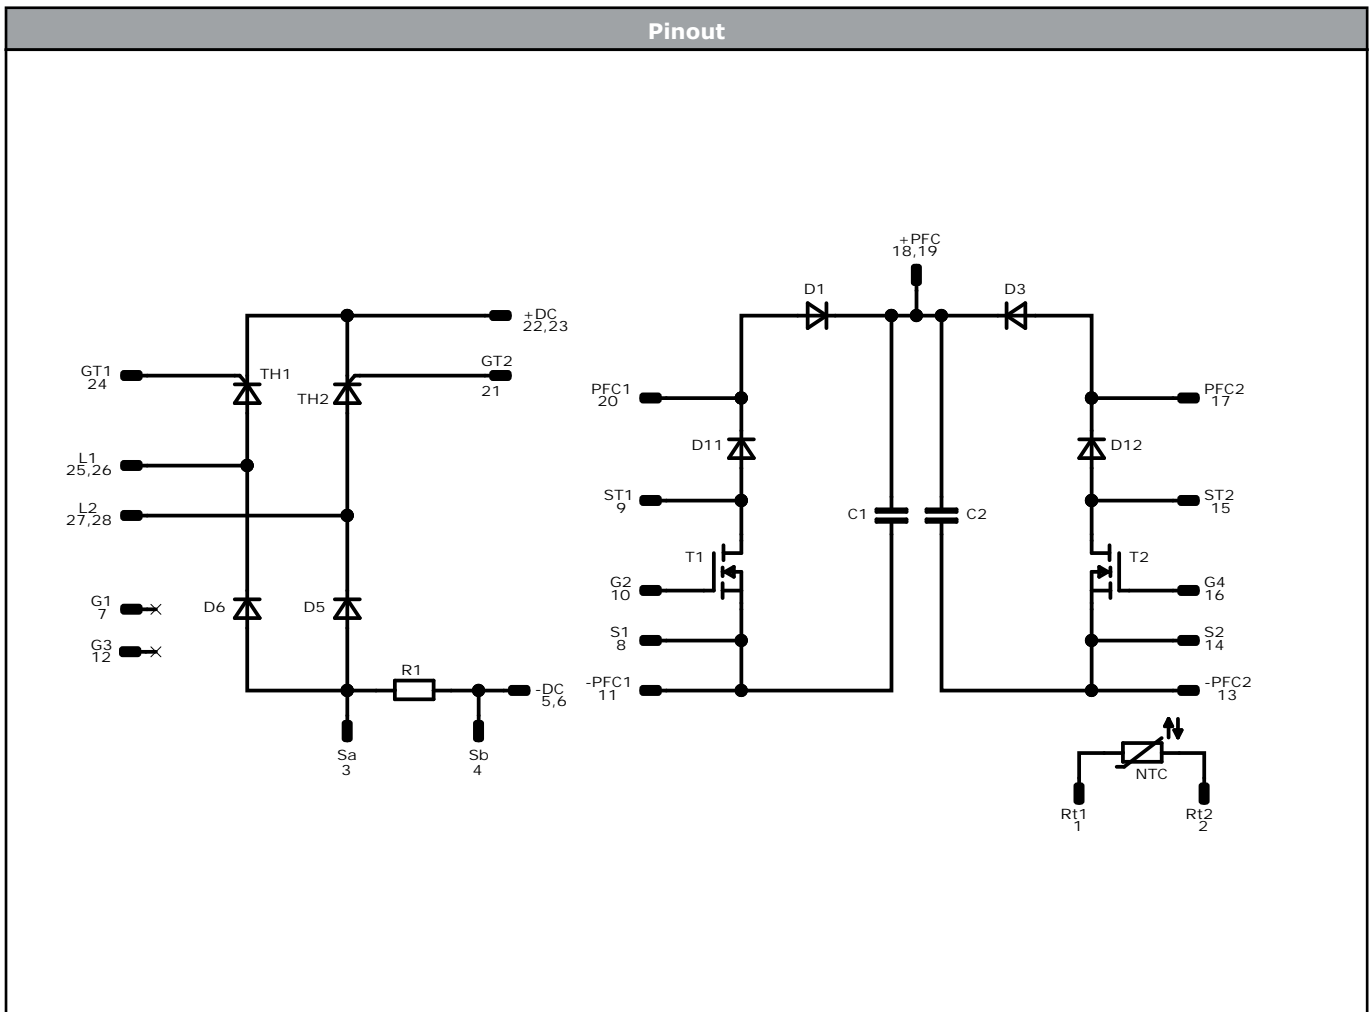 Pinout
+PFC
18,19
D1
D3
+DC
22,23
GT1
24
TH1
TH2
GT2
21
PFC1
20
PFC2
17
D11
D12
L1
25,26
L2
27,28
ST1
9
ST2
15
C1
C2
T1
T2
G1
7
G3
12
D6
D5
G2
10
G4
16
S1
8
S2
14
R1
-DC
5,6
-PFC1
11
-PFC2
13
Sa
3
Sb
4
NTC
Rt1
1
Rt2
2